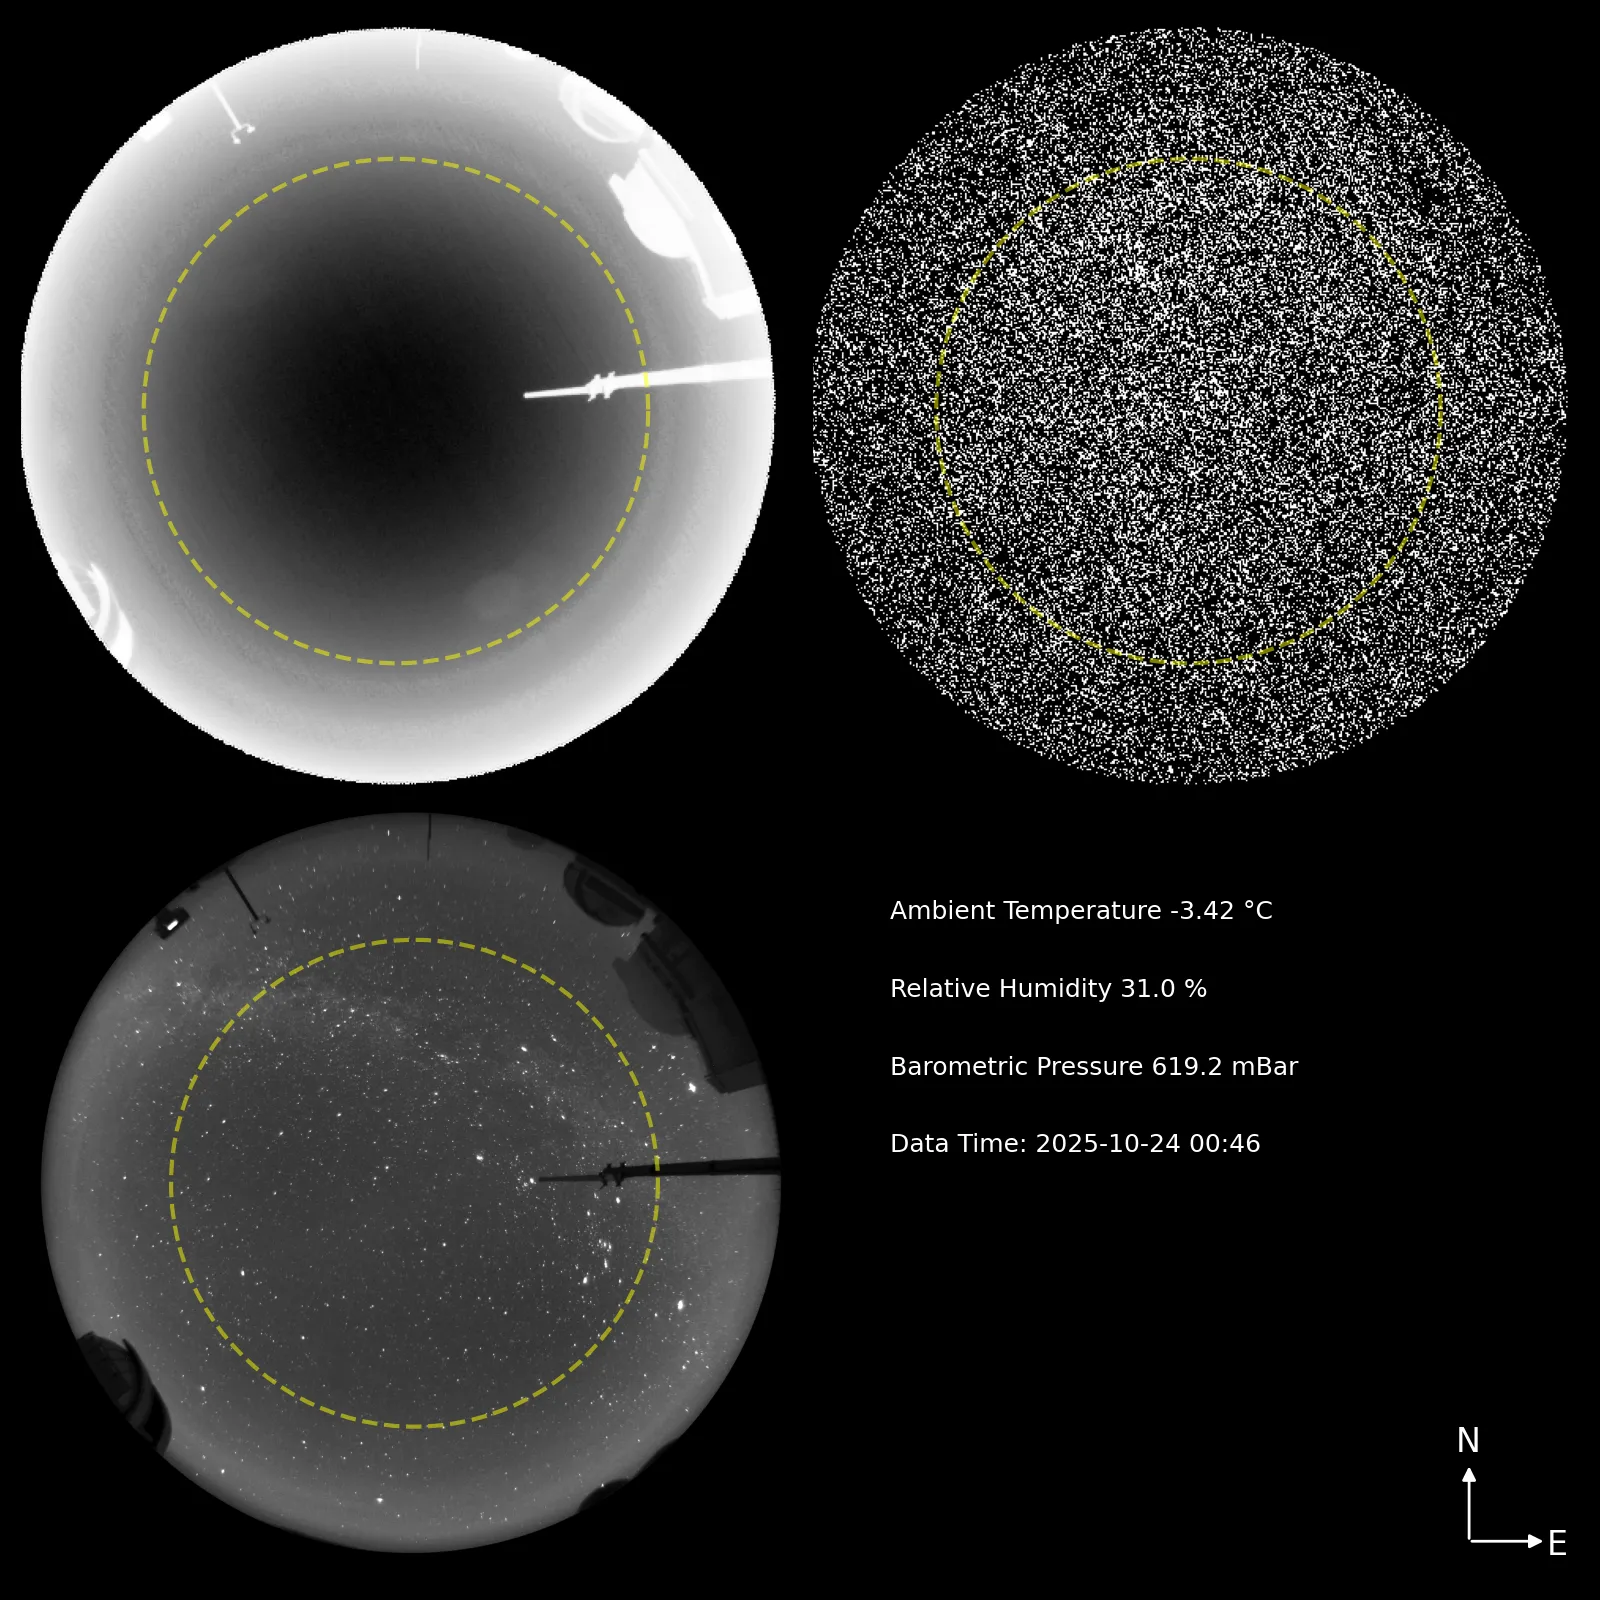 Ambient Temperature -3.42 °C
Relative Humidity 31.0 %
Barometric Pressure 619.2 mBar
Data Time: 2025-10-24 00:46
N
E